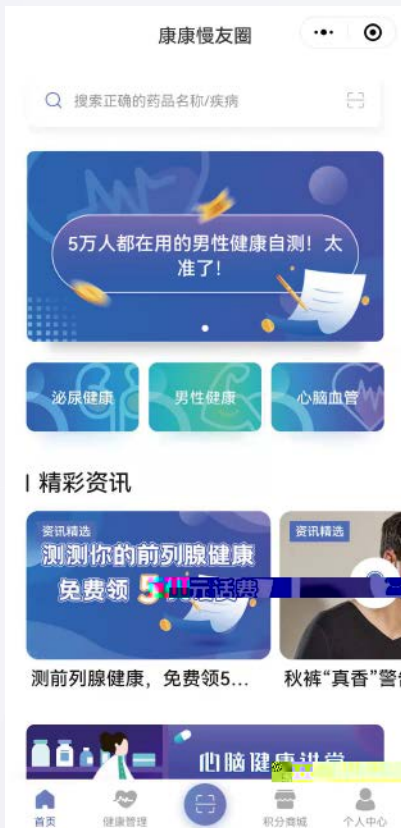 康康慢友圈
搜索正确的药品名称/疾病
5万人都在用的男性健康自测！太
准了！
泌尿健康
男性健康
心脑血管
精彩资讯
资讯精选
测测你的前列腺健康
免费领 5 元话费
资讯精选
测前列腺健康，免费领5...
秋裤“真香”警告
心脑健康讲堂
首页
健康管理
积分商城
个人中心